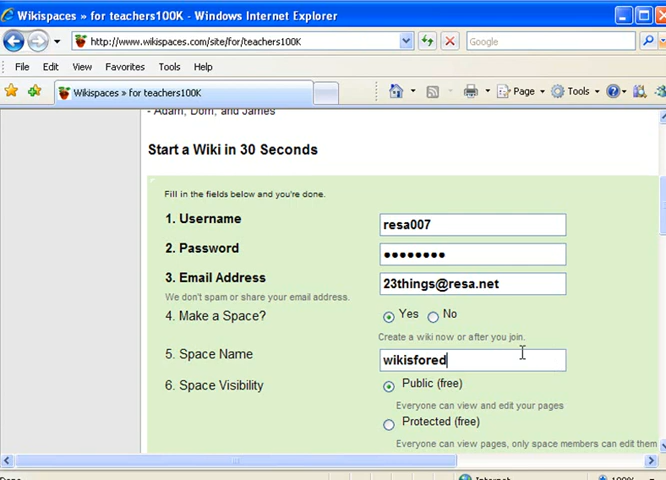 Wikispaces » for teachers100K - Windows Internet Explorer
http://www.wikispaces.com/site/for/teachers100K
Google
File Edit View Favorites Tools Help
Wikispaces » for teachers100K
Page Tools
- Adam, Dom, and James
Start a Wiki in 30 Seconds
Fill in the fields below and you're done.
1. Username resa007
2. Password ●●●●●●●●
3. Email Address 23things@resa.net
We don't spam or share your email address.
4. Make a Space? Yes No
Create a wiki now or after you join.
5. Space Name wikisfored
6. Space Visibility Public (free)
Everyone can view and edit your pages
Protected (free)
Everyone can view pages, only space members can edit them